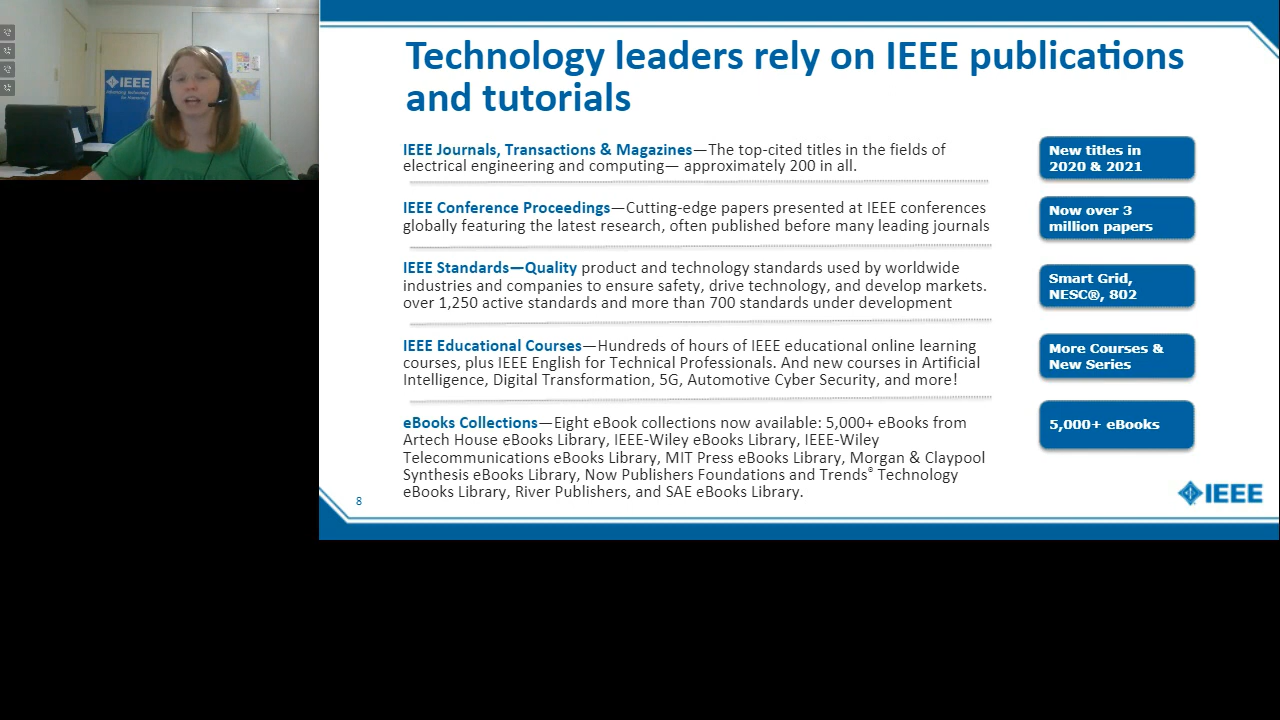 IEEE
Technology leaders rely on IEEE publications
and tutorials
IEEE Journals, Transactions & Magazines—The top-cited titles in the fields of
electrical engineering and computing— approximately 200 in all.
New titles in
2020 & 2021
IEEE Conference Proceedings—Cutting-edge papers presented at IEEE conferences
globally featuring the latest research, often published before many leading journals
Now over 3
million papers
IEEE Standards—Quality product and technology standards used by worldwide
industries and companies to ensure safety, drive technology, and develop markets.
over 1,250 active standards and more than 700 standards under development
Smart Grid,
NESC®, 802
IEEE Educational Courses—Hundreds of hours of IEEE educational online learning
courses, plus IEEE English for Technical Professionals. And new courses in Artificial
Intelligence, Digital Transformation, 5G, Automotive Cyber Security, and more!
More Courses &
New Series
eBooks Collections—Eight eBook collections now available: 5,000+ eBooks from
Artech House eBooks Library, IEEE-Wiley eBooks Library, IEEE-Wiley
Telecommunications eBooks Library, MIT Press eBooks Library, Morgan & Claypool
Synthesis eBooks Library, Now Publishers Foundations and Trends® Technology
eBooks Library, River Publishers, and SAE eBooks Library.
5,000+ eBooks
8
IEEE